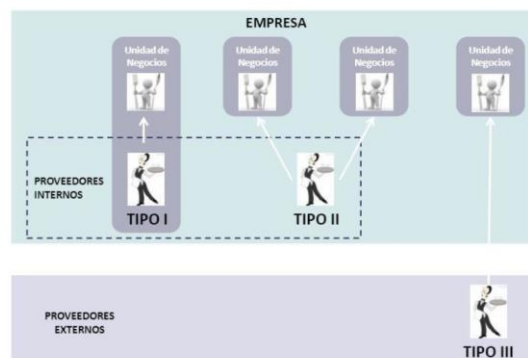 EMPRESA
Unidad de
Negocios
Unidad de
Negocios
Unidad de
Negocios
Unidad de
Negocios
PROVEEDORES
INTERNOS
TIPO I
TIPO II
PROVEEDORES
EXTERNOS
TIPO III